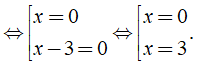 ⇔ [ x = 0 ⇔ [ x = 0
x − 3 = 0 x = 3.